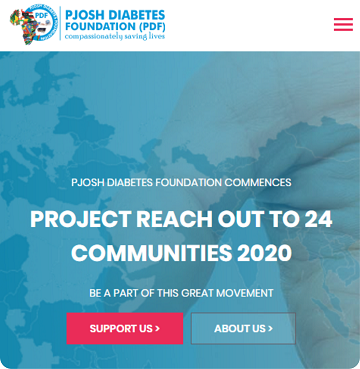 PDF
PJOSH DIABETES
FOUNDATION (PDF)
compassionately saving lives
PJOSH DIABETES FOUNDATION COMMENCES
PROJECT REACH OUT TO 24
COMMUNITIES 2020
BE A PART OF THIS GREAT MOVEMENT
SUPPORT US >
ABOUT US >